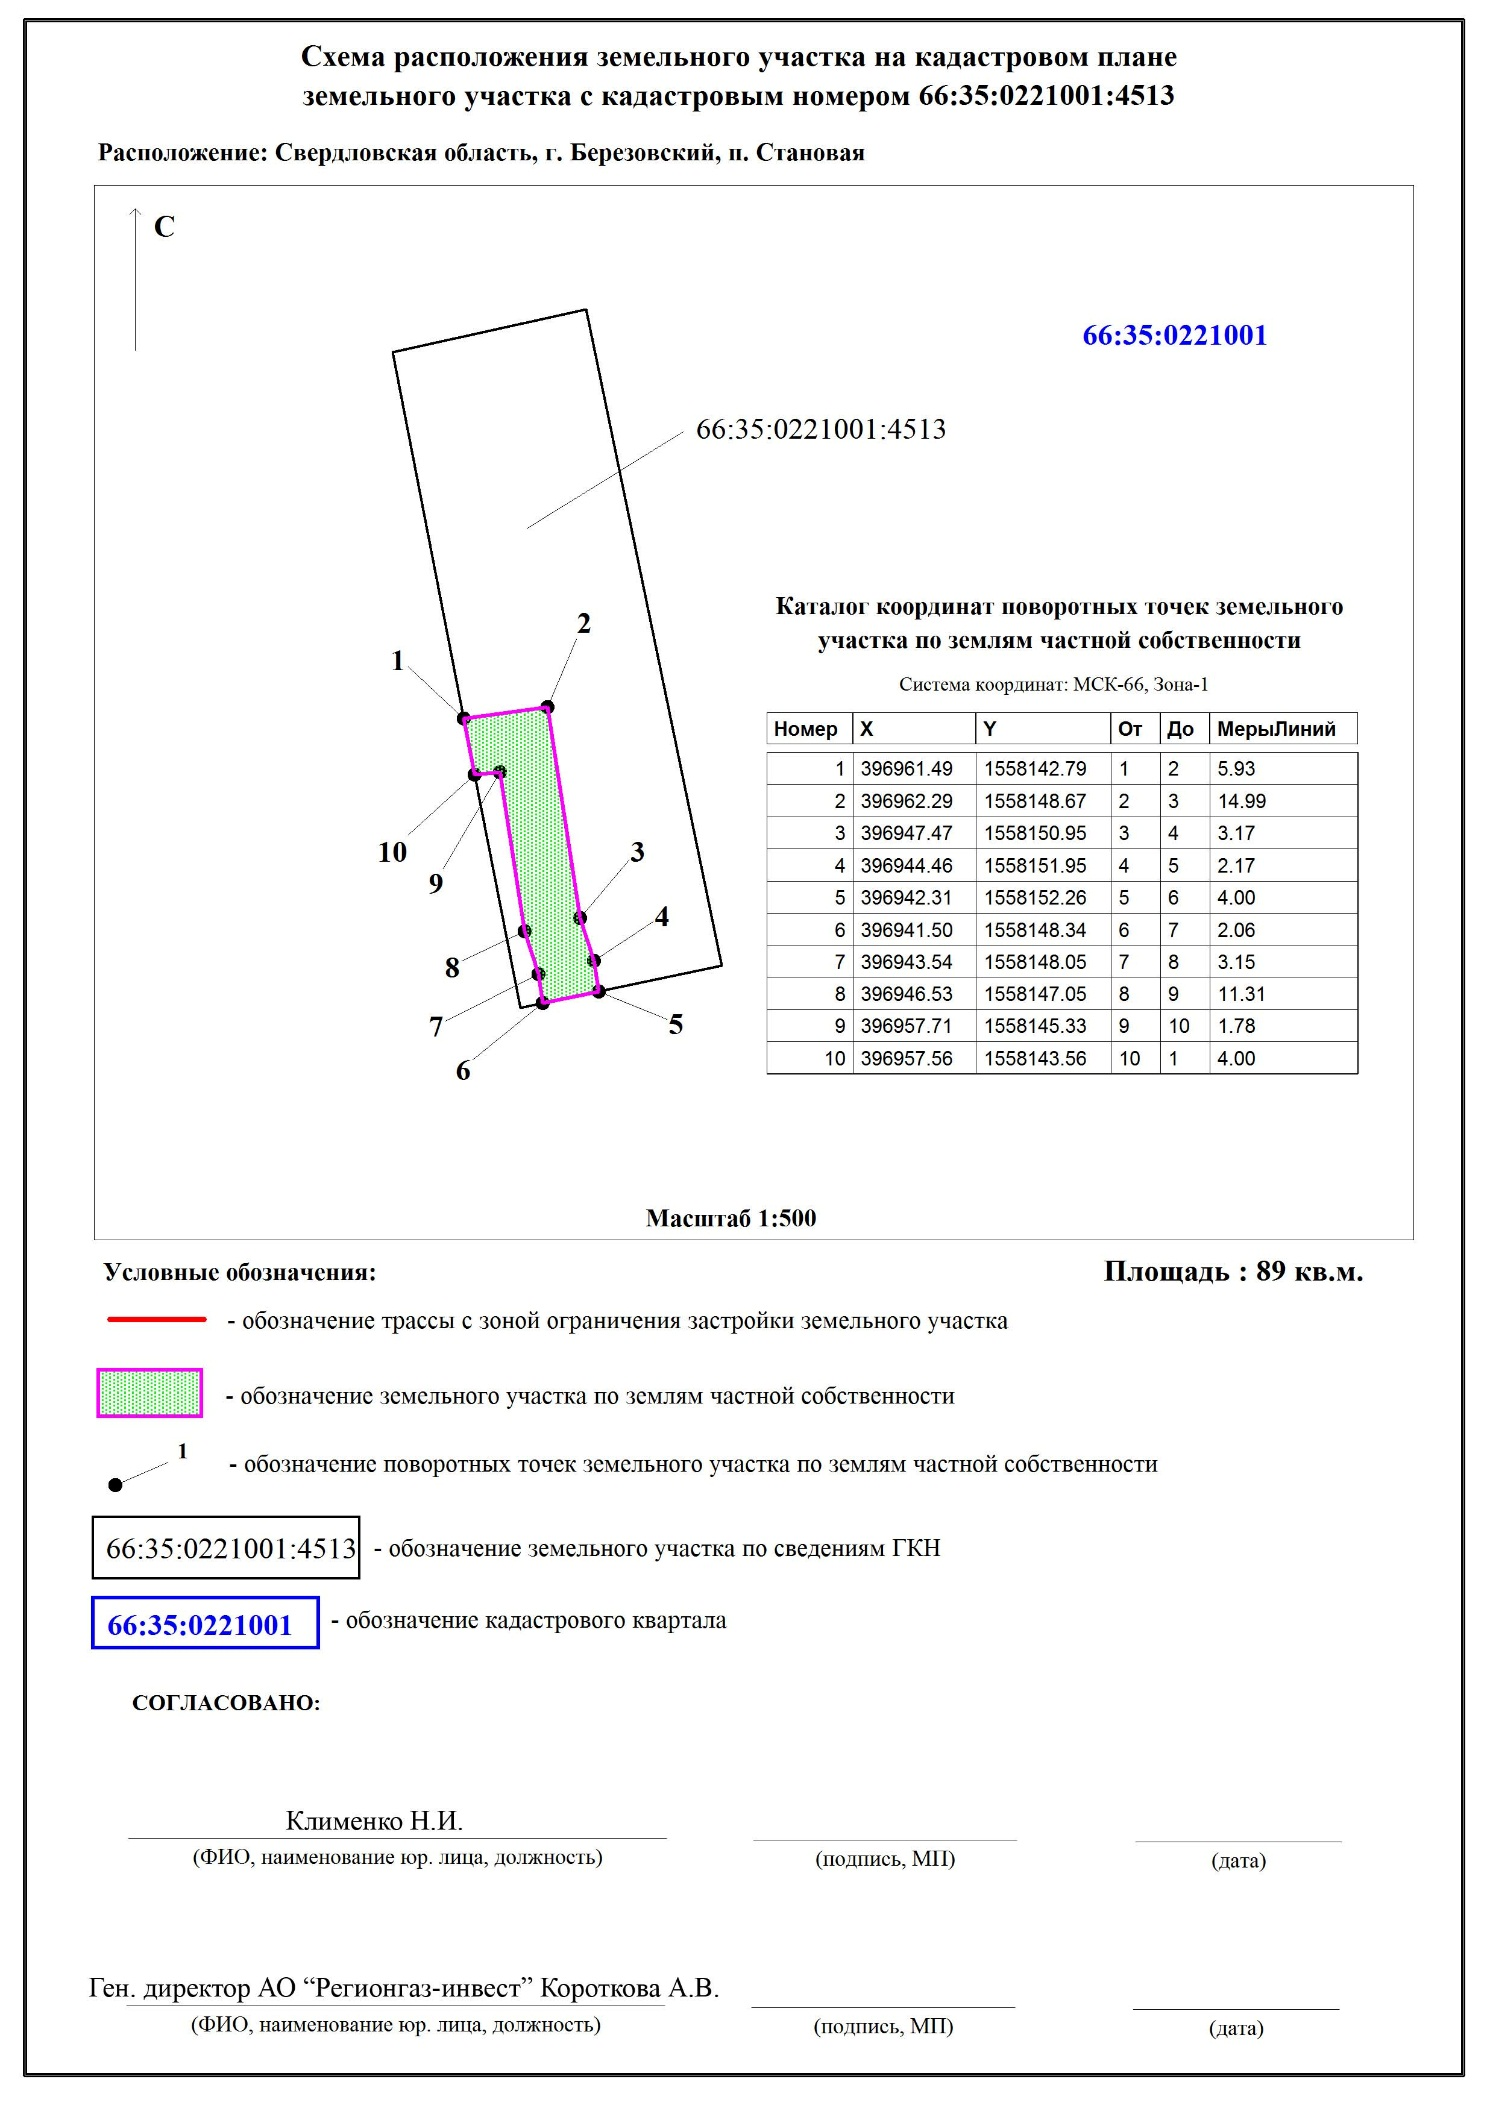 Схема расположения земельного участка на кадастровом плане
земельного участка с кадастровым номером 66:35:0221001:4513
Расположение: Свердловская область, г. Березовский, п. Становая
С
66:35:0221001
66:35:0221001:4513
1
2
10
9
3
4
8
7
6
5
Каталог координат поворотных точек земельного
участка по землям частной собственности
Система координат: МСК-66, Зона-1
Номер X Y От До МерыЛиний
1 396961.49 1558142.79 1 2 5.93
2 396962.29 1558148.67 2 3 14.99
3 396947.47 1558150.95 3 4 3.17
4 396944.46 1558151.95 4 5 2.17
5 396942.31 1558152.26 5 6 4.00
6 396941.50 1558148.34 6 7 2.06
7 396943.54 1558148.05 7 8 3.15
8 396946.53 1558147.05 8 9 11.31
9 396957.71 1558145.33 9 10 1.78
10 396957.56 1558143.56 10 1 4.00
Масштаб 1:500
Условные обозначения:
Площадь : 89 кв.м.
- обозначение трассы с зоной ограничения застройки земельного участка
- обозначение земельного участка по землям частной собственности
1
- обозначение поворотных точек земельного участка по землям частной собственности
66:35:0221001:4513 - обозначение земельного участка по сведениям ГКН
66:35:0221001 - обозначение кадастрового квартала
СОГЛАСОВАНО:
Клименко Н.И.
(ФИО, наименование юр. лица, должность) (подпись, МП) (дата)
Ген. директор АО “Регионгаз-инвест” Короткова А.В.
(ФИО, наименование юр. лица, должность) (подпись, МП) (дата)